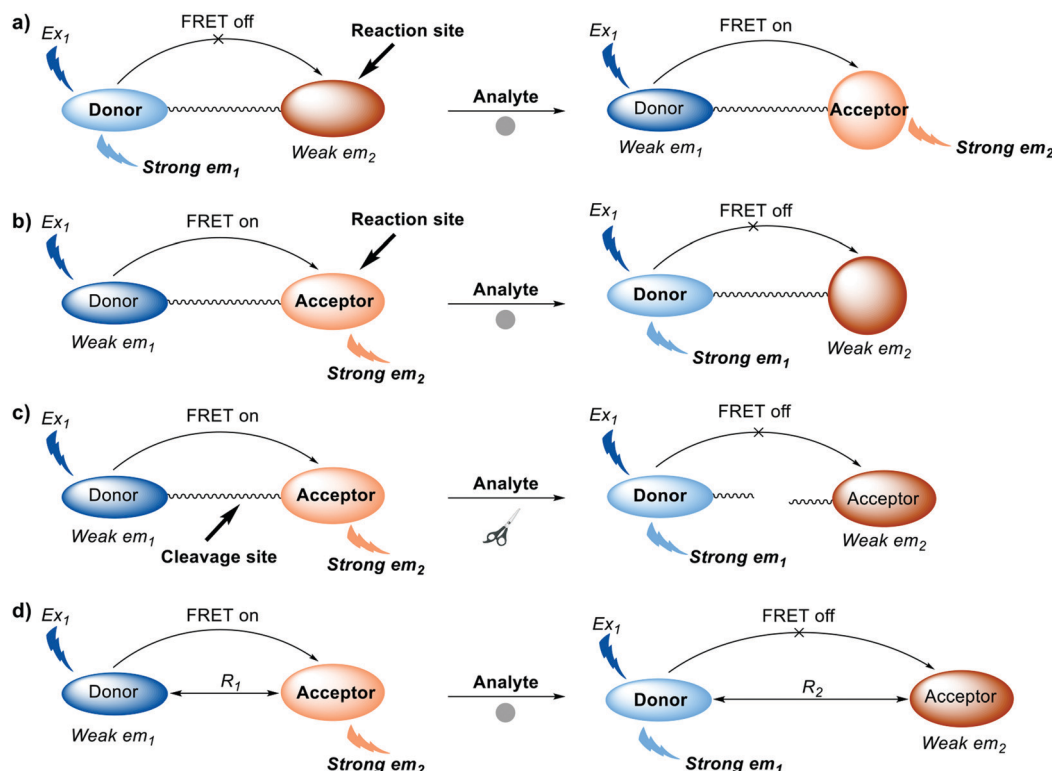 a)
Ex1
FRET off
Reaction site
Donor
Strong em1
Weak em2
Analyte
Ex1
FRET on
Donor
Weak em1
Acceptor
Strong em2
b)
Ex1
FRET on
Reaction site
Donor
Weak em1
Acceptor
Strong em2
Analyte
Ex1
FRET off
Donor
Strong em1
Weak em2
c)
Ex1
FRET on
Donor
Weak em1
Cleavage site
Acceptor
Strong em2
Analyte
Ex1
FRET off
Donor
Strong em1
Acceptor
Weak em2
d)
Ex1
FRET on
Donor
Weak em1
R1
Acceptor
Strong em2
Analyte
Ex1
FRET off
Donor
Strong em1
R2
Acceptor
Weak em2